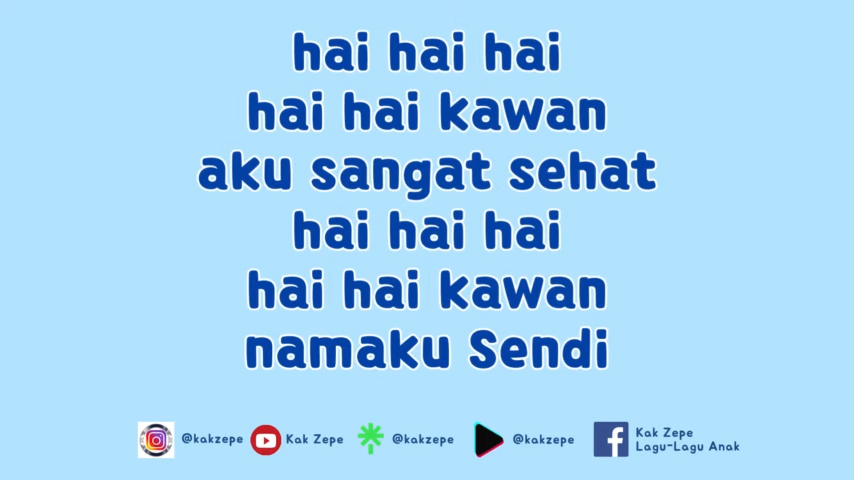 hai hai hai
hai hai kawan
aku sangat sehat
hai hai hai
hai hai kawan
namaku Sendi
@kakzepe
Kak Zepe
@kakzepe
@kakzepe
Kak Zepe
Lagu-Lagu Anak